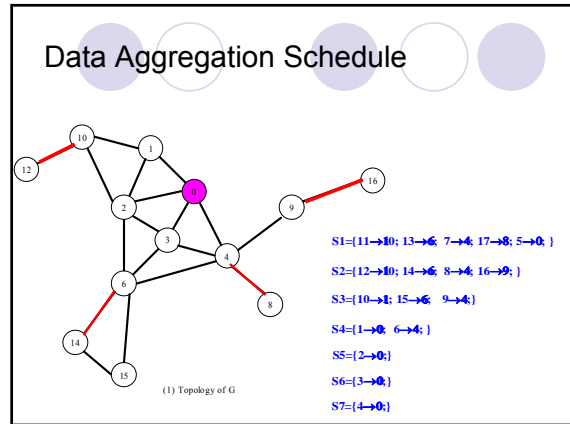 Data Aggregation Schedule
10
1
12
0
16
2
9
3
4
6
8
14
15
(1) Topology of G
S1={11→10; 13→6; 7→4; 17→8; 5→0; }
S2={12→10; 14→6; 8→4; 16→9; }
S3={10→1; 15→6; 9→4;}
S4={1→0; 6→4; }
S5={2→0;}
S6={3→0;}
S7={4→0;}